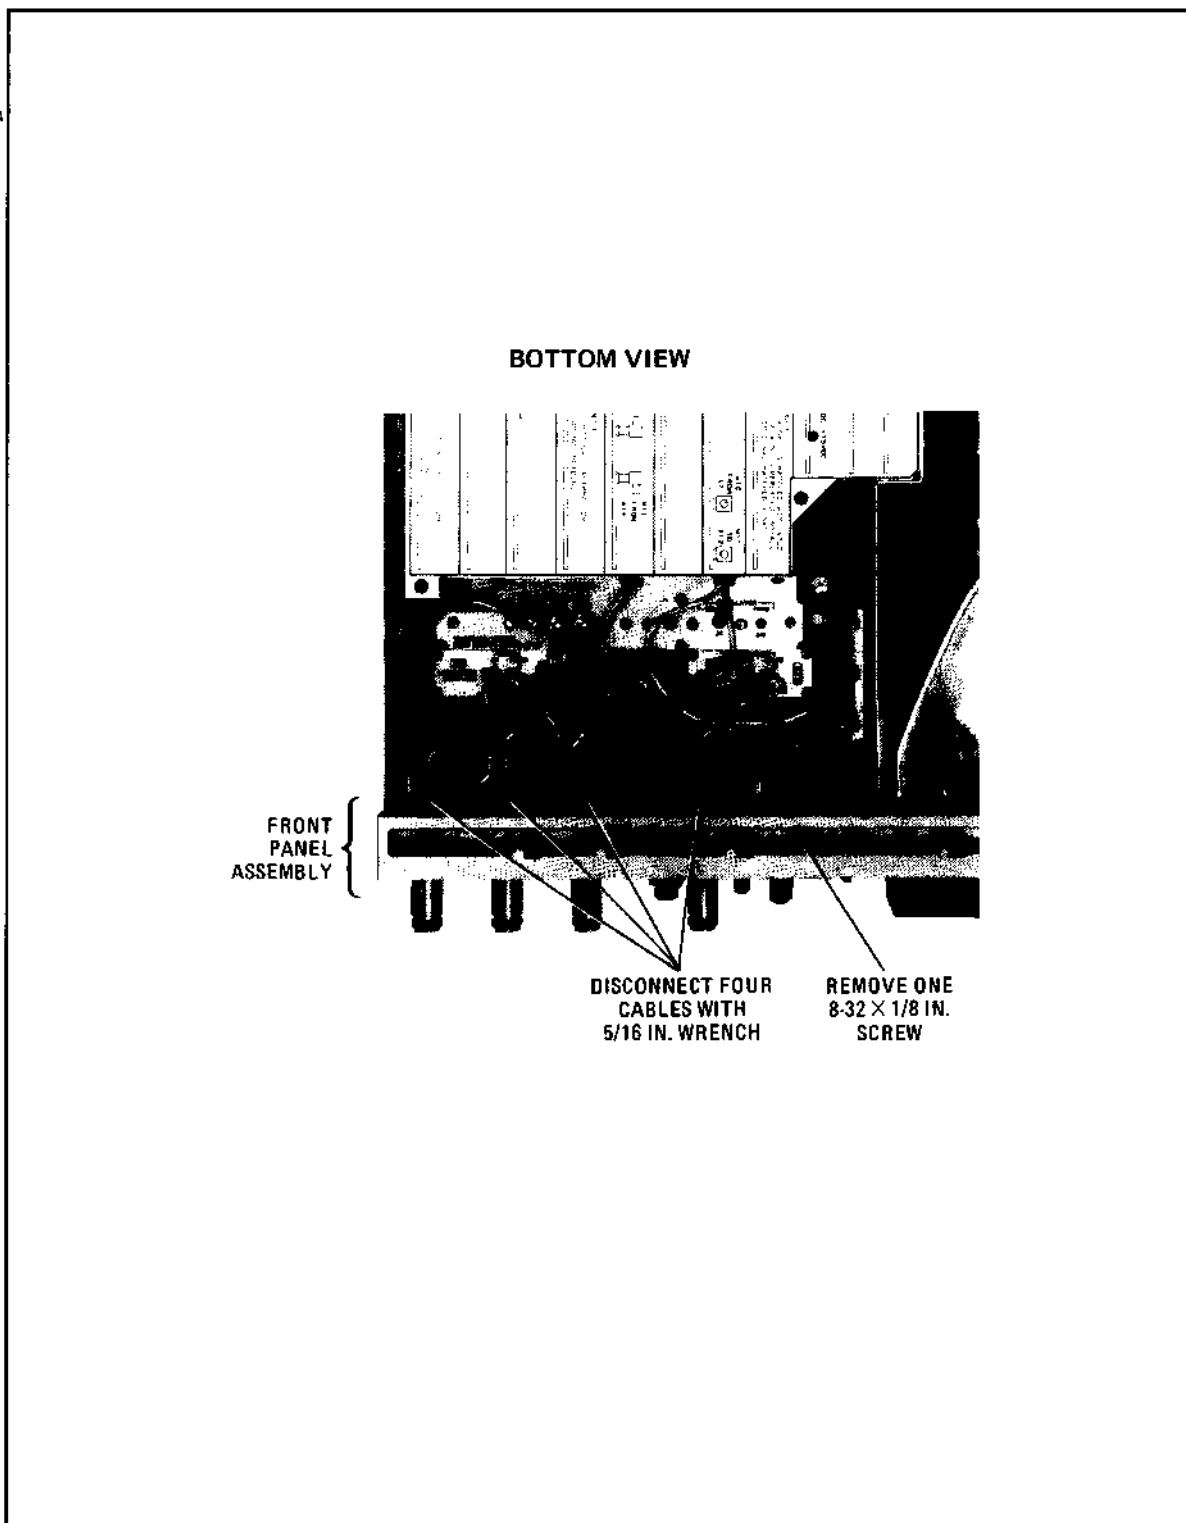 BOTTOM VIEW
FRONT
PANEL
ASSEMBLY
DISCONNECT FOUR
CABLES WITH
5/16 IN. WRENCH
REMOVE ONE
8-32 X 1/8 IN.
SCREW